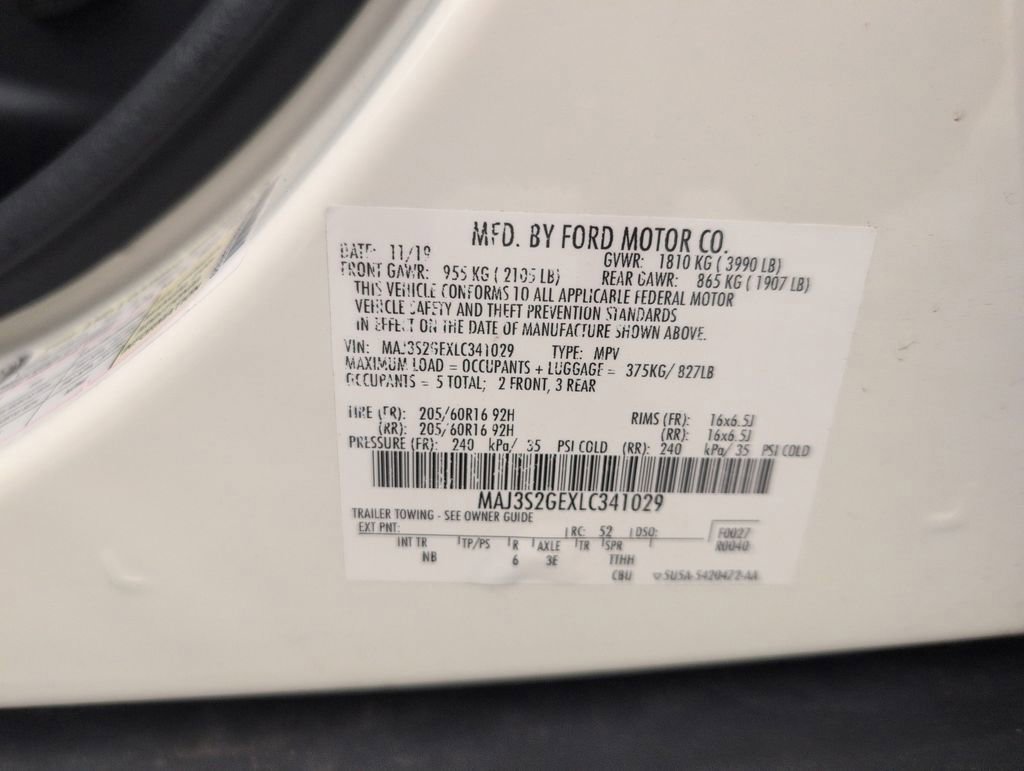 MFD. BY FORD MOTOR CO.
DATE: 11/19 GVWR: 1810 KG ( 3990 LB)
FRONT GAWR: 955 KG ( 2105 LB) REAR GAWR: 865 KG ( 1907 LB)
THIS VEHICLE CONFORMS TO ALL APPLICABLE FEDERAL MOTOR
VEHICLE SAFETY AND THEFT PREVENTION STANDARDS
IN EFFECT ON THE DATE OF MANUFACTURE SHOWN ABOVE.
VIN: MAJ3S2GEXLC341029 TYPE: MPV
MAXIMUM LOAD = OCCUPANTS + LUGGAGE = 375KG/ 827LB
OCCUPANTS = 5 TOTAL; 2 FRONT, 3 REAR
TIRE (FR): 205/60R16 92H RIMS (FR): 16x6.5J
(RR): 205/60R16 92H (RR): 16x6.5J
PRESSURE (FR): 240 kPa/ 35 PSI COLD (RR): 240 kPa/ 35 PSI COLD
MAJ3S2GEXLC341029
TRAILER TOWING - SEE OWNER GUIDE
EXT PNT: RC: 52 DSO: F0027
INT TR TP/PS R AXLE TR SPR R0040
NB 6 3E TTHH
CBU 5U5A-5420472-AA